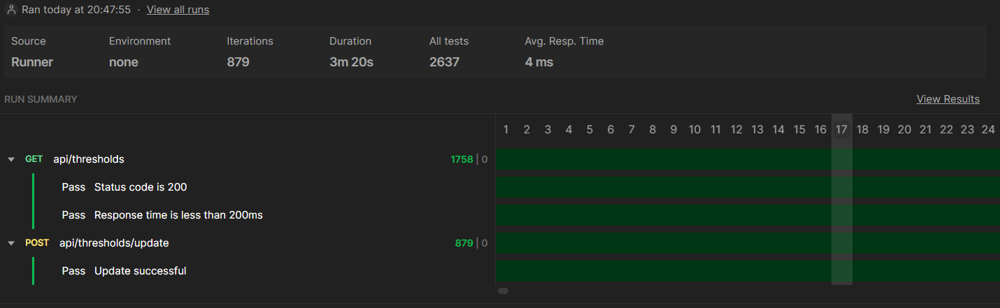 Ran today at 20:47:55 · View all runs
Source Environment Iterations Duration All tests Avg. Resp. Time
Runner none 879 3m 20s 2637 4 ms
RUN SUMMARY View Results
1 2 3 4 5 6 7 8 9 10 11 12 13 14 15 16 17 18 19 20 21 22 23 24
GET api/thresholds 1758 | 0
Pass Status code is 200
Pass Response time is less than 200ms
POST api/thresholds/update 879 | 0
Pass Update successful